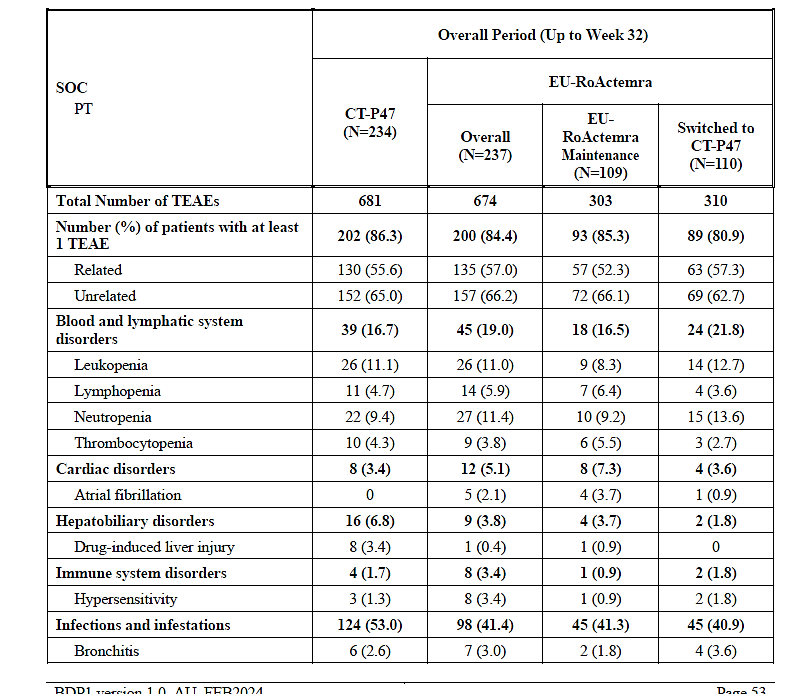 Overall Period (Up to Week 32)
SOC
PT
CT-P47
(N=234)
EU-RoActemra
Overall
(N=237)
EU-
RoActemra
Maintenance
(N=109)
Switched to
CT-P47
(N=110)
Total Number of TEAEs 681 674 303 310
Number (%) of patients with at least
1 TEAE 202 (86.3) 200 (84.4) 93 (85.3) 89 (80.9)
Related 130 (55.6) 135 (57.0) 57 (52.3) 63 (57.3)
Unrelated 152 (65.0) 157 (66.2) 72 (66.1) 69 (62.7)
Blood and lymphatic system
disorders 39 (16.7) 45 (19.0) 18 (16.5) 24 (21.8)
Leukopenia 26 (11.1) 26 (11.0) 9 (8.3) 14 (12.7)
Lymphopenia 11 (4.7) 14 (5.9) 7 (6.4) 4 (3.6)
Neutropenia 22 (9.4) 27 (11.4) 10 (9.2) 15 (13.6)
Thrombocytopenia 10 (4.3) 9 (3.8) 6 (5.5) 3 (2.7)
Cardiac disorders 8 (3.4) 12 (5.1) 8 (7.3) 4 (3.6)
Atrial fibrillation 0 5 (2.1) 4 (3.7) 1 (0.9)
Hepatobiliary disorders 16 (6.8) 9 (3.8) 4 (3.7) 2 (1.8)
Drug-induced liver injury 8 (3.4) 1 (0.4) 1 (0.9) 0
Immune system disorders 4 (1.7) 8 (3.4) 1 (0.9) 2 (1.8)
Hypersensitivity 3 (1.3) 8 (3.4) 1 (0.9) 2 (1.8)
Infections and infestations 124 (53.0) 98 (41.4) 45 (41.3) 45 (40.9)
Bronchitis 6 (2.6) 7 (3.0) 2 (1.8) 4 (3.6)
BDP1 version 1.0, AU, FEB2024 Page 53